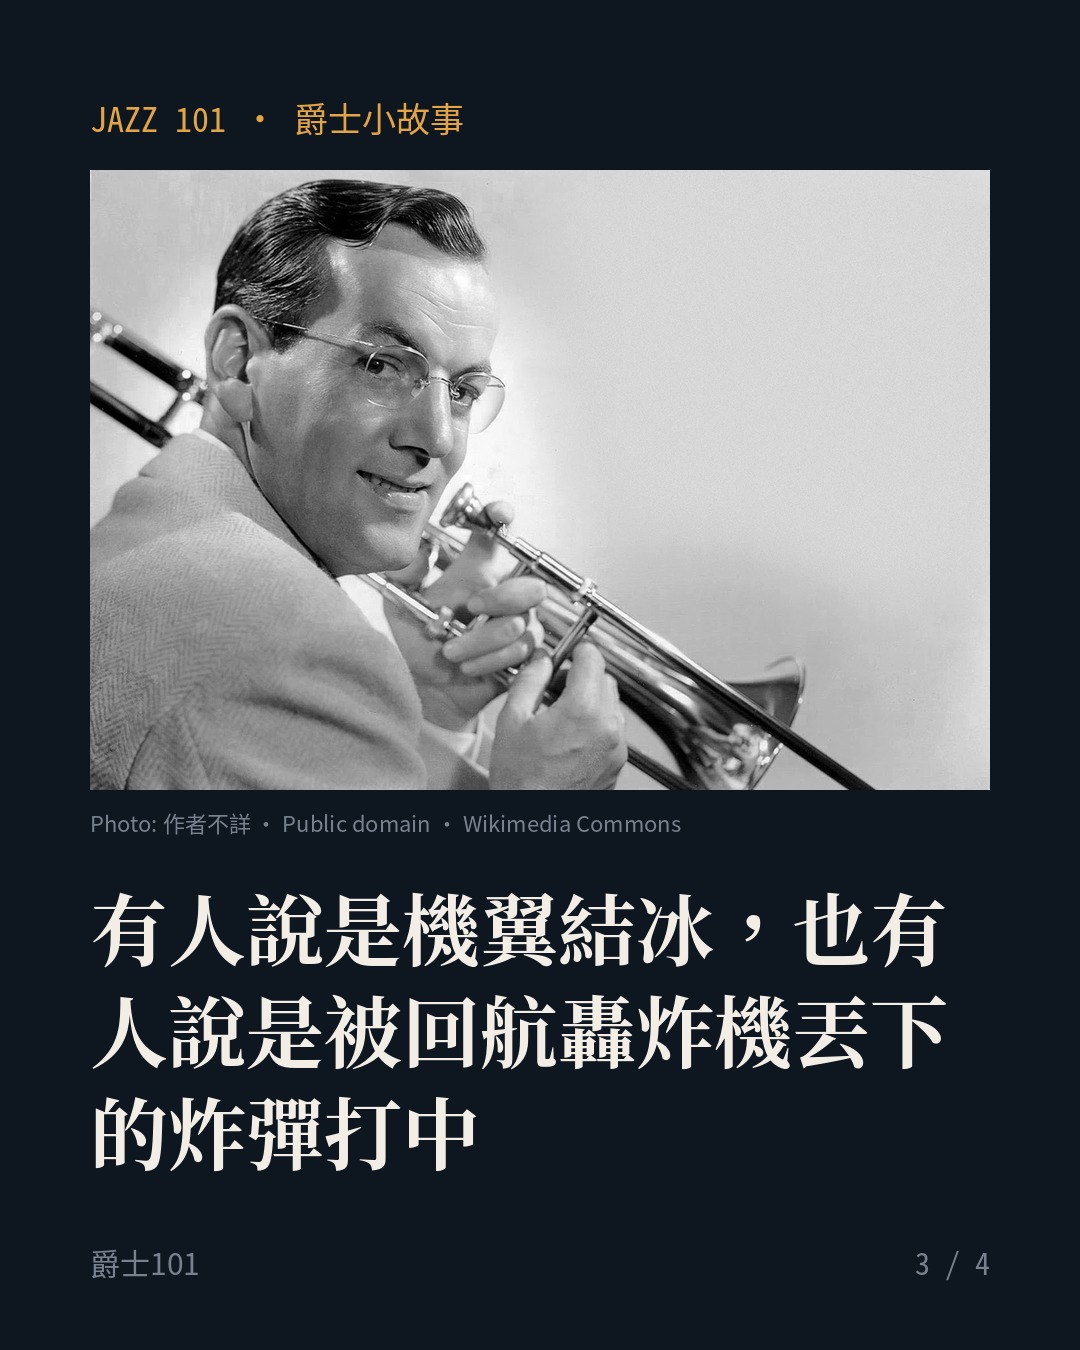 JAZZ 101 · 爵士小故事
Photo: 作者不詳 · Public domain · Wikimedia Commons
有人說是機翼結冰，也有
人說是被回航轟炸機丟下
的炸彈打中
爵士101
3 / 4